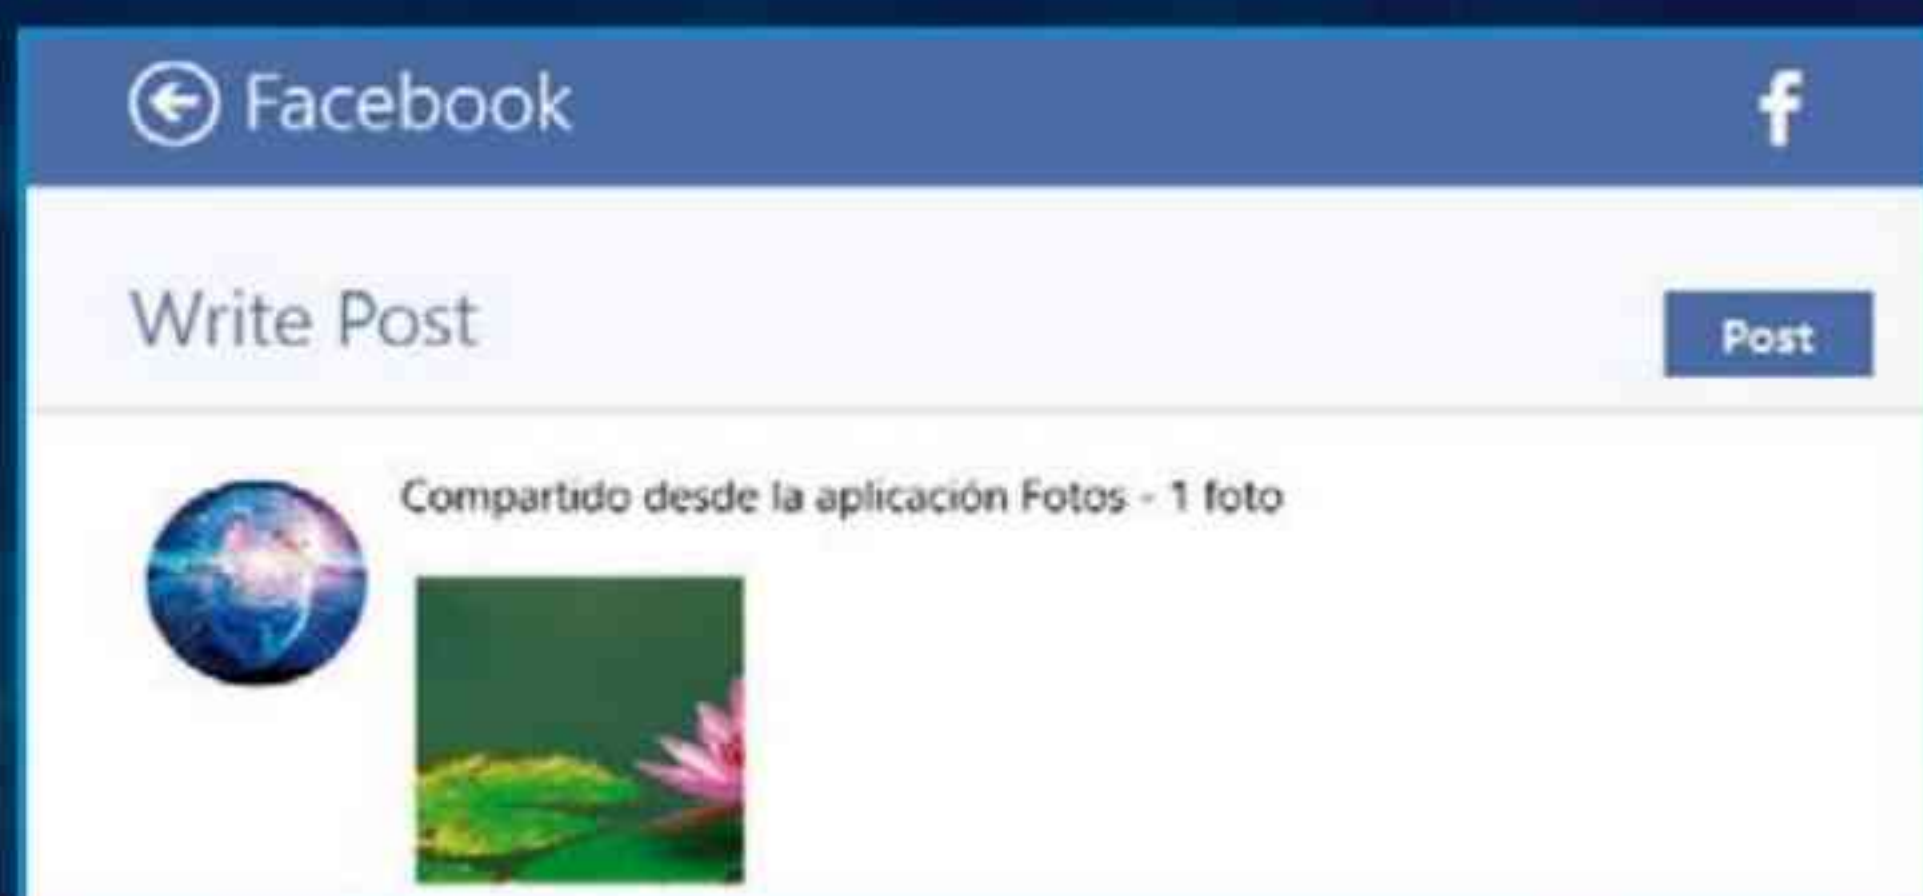 Facebook
f
Write Post
Post
Compartido desde la aplicación Fotos - 1 foto